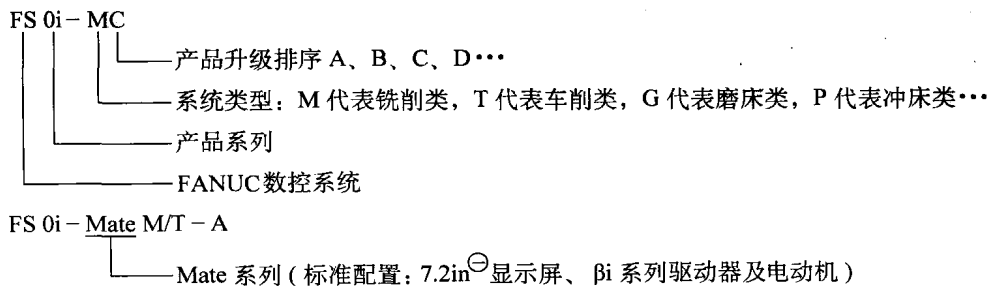 FS 0i-MC
产品升级排序 A、B、C、D…
系统类型：M 代表铣削类，T 代表车削类，G 代表磨床类，P 代表冲床类…
产品系列
FANUC数控系统
FS 0i-Mate M/T-A
Mate 系列（标准配置：7.2in㊀显示屏、βi 系列驱动器及电动机）